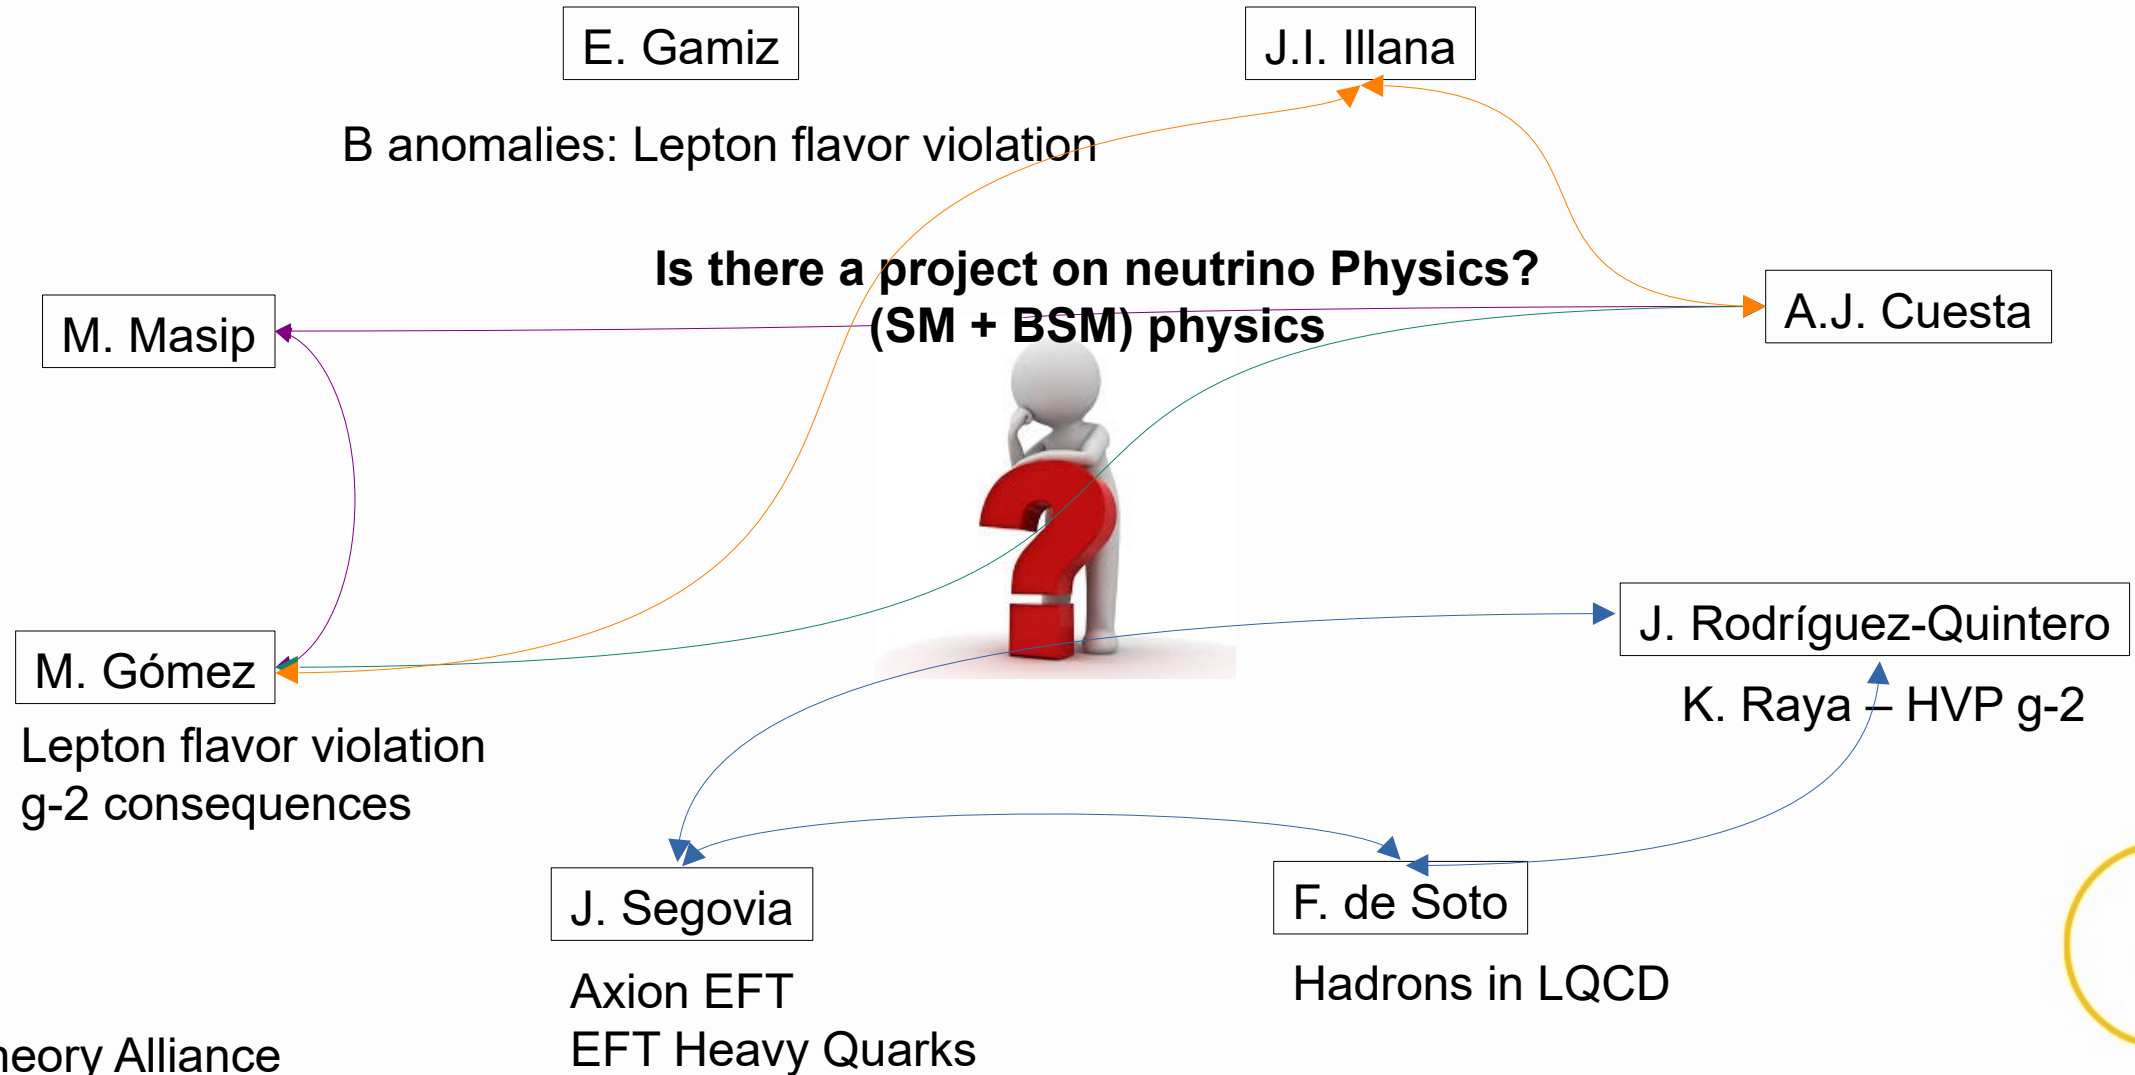 E. Gamiz
J.I. Illana
B anomalies: Lepton flavor violation
Is there a project on neutrino Physics?
(SM + BSM) physics
M. Masip
A.J. Cuesta
M. Gómez
Lepton flavor violation
g-2 consequences
J. Rodríguez-Quintero
K. Raya – HVP g-2
J. Segovia
Axion EFT
EFT Heavy Quarks
F. de Soto
Hadrons in LQCD
heory Alliance